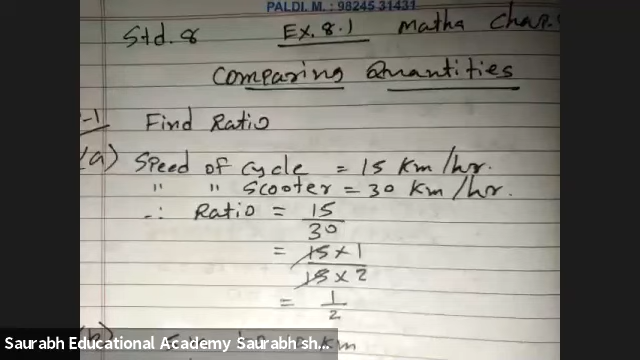 PALDI. M. : 98245 31431
Std. 8 Ex. 8.1 Maths Chap.
Comparing Quantities
-1 Find Ratio
(a) Speed of cycle = 15 Km/hr.
" " Scooter = 30 Km/hr.
∴ Ratio = 15
30
= 15 × 1
15 × 2
= 1
2
(b)
km
Saurabh Educational Academy Saurabh sh...